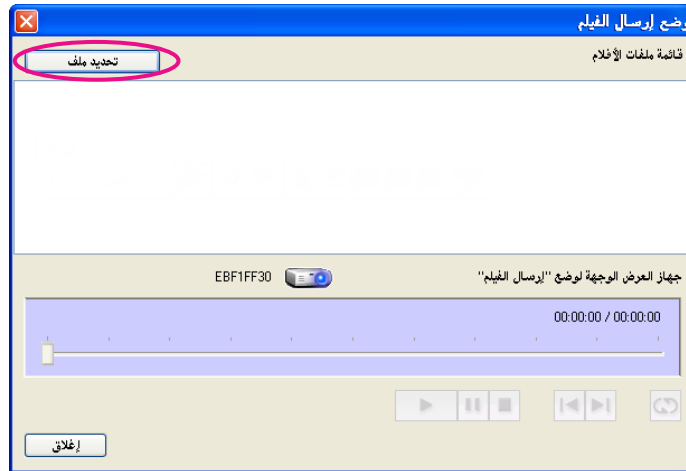 وضع إرسال الفيلم
قائمة ملفات الأفلام
تحديد ملف
جهاز العرض الوجهة لوضع "إرسال الفيلم"
EBF1FF30
00:00:00 / 00:00:00
إغلاق